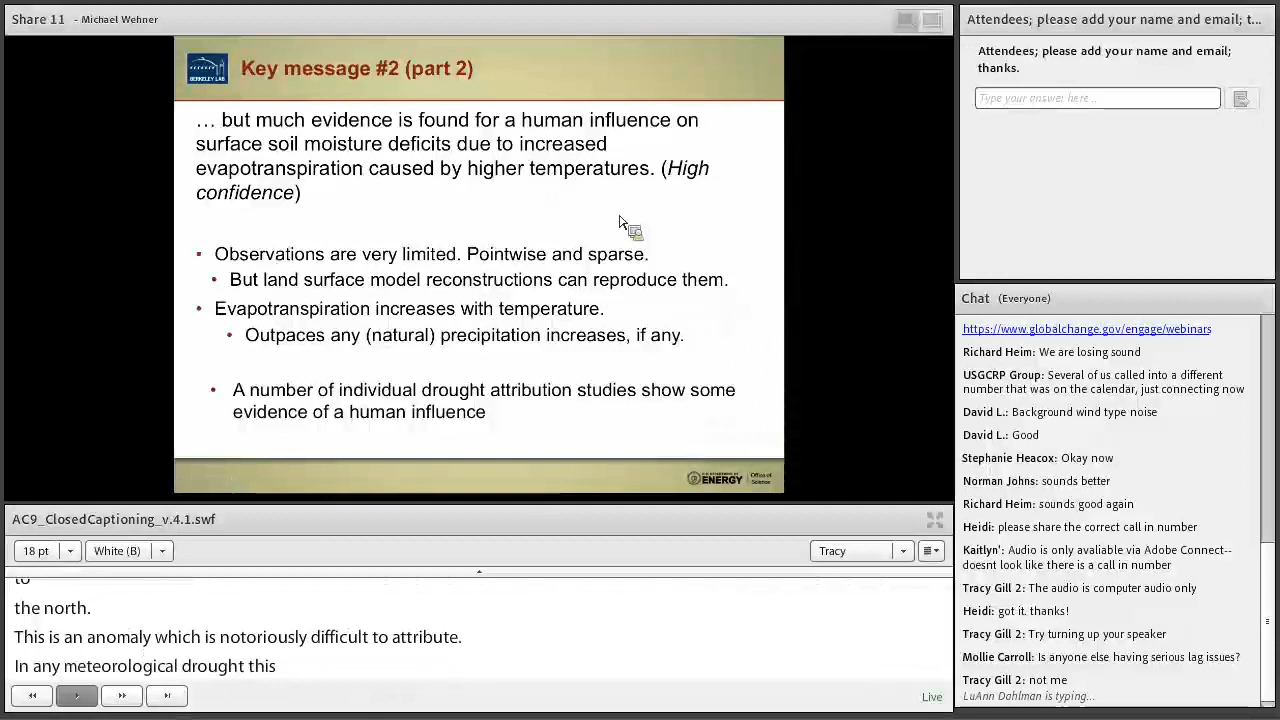 Share 11 - Michael Wehner
BERKELEY LAB
Key message #2 (part 2)
… but much evidence is found for a human influence on
surface soil moisture deficits due to increased
evapotranspiration caused by higher temperatures. (High
confidence)
Observations are very limited. Pointwise and sparse.
But land surface model reconstructions can reproduce them.
Evapotranspiration increases with temperature.
Outpaces any (natural) precipitation increases, if any.
A number of individual drought attribution studies show some
evidence of a human influence
ENERGY
Office of
Science
AC9_ClosedCaptioning_v.4.1.swf
18 pt
White (B)
Tracy
to
the north.
This is an anomaly which is notoriously difficult to attribute.
In any meteorological drought this
Live
Attendees; please add your name and email; t...
Attendees; please add your name and email;
thanks.
Type your answer here ..
Chat (Everyone)
https://www.globalchange.gov/engage/webinars
Richard Heim: We are losing sound
USGCRP Group: Several of us called into a different
number that was on the calendar, just connecting now
David L.: Background wind type noise
David L.: Good
Stephanie Heacox: Okay now
Norman Johns: sounds better
Richard Heim: sounds good again
Heidi: please share the correct call in number
Kaitlyn': Audio is only avaliable via Adobe Connect--
doesnt look like there is a call in number
Tracy Gill 2: The audio is computer audio only
Heidi: got it. thanks!
Tracy Gill 2: Try turning up your speaker
Mollie Carroll: Is anyone else having serious lag issues?
Tracy Gill 2: not me
LuAnn Dahlman is typing...